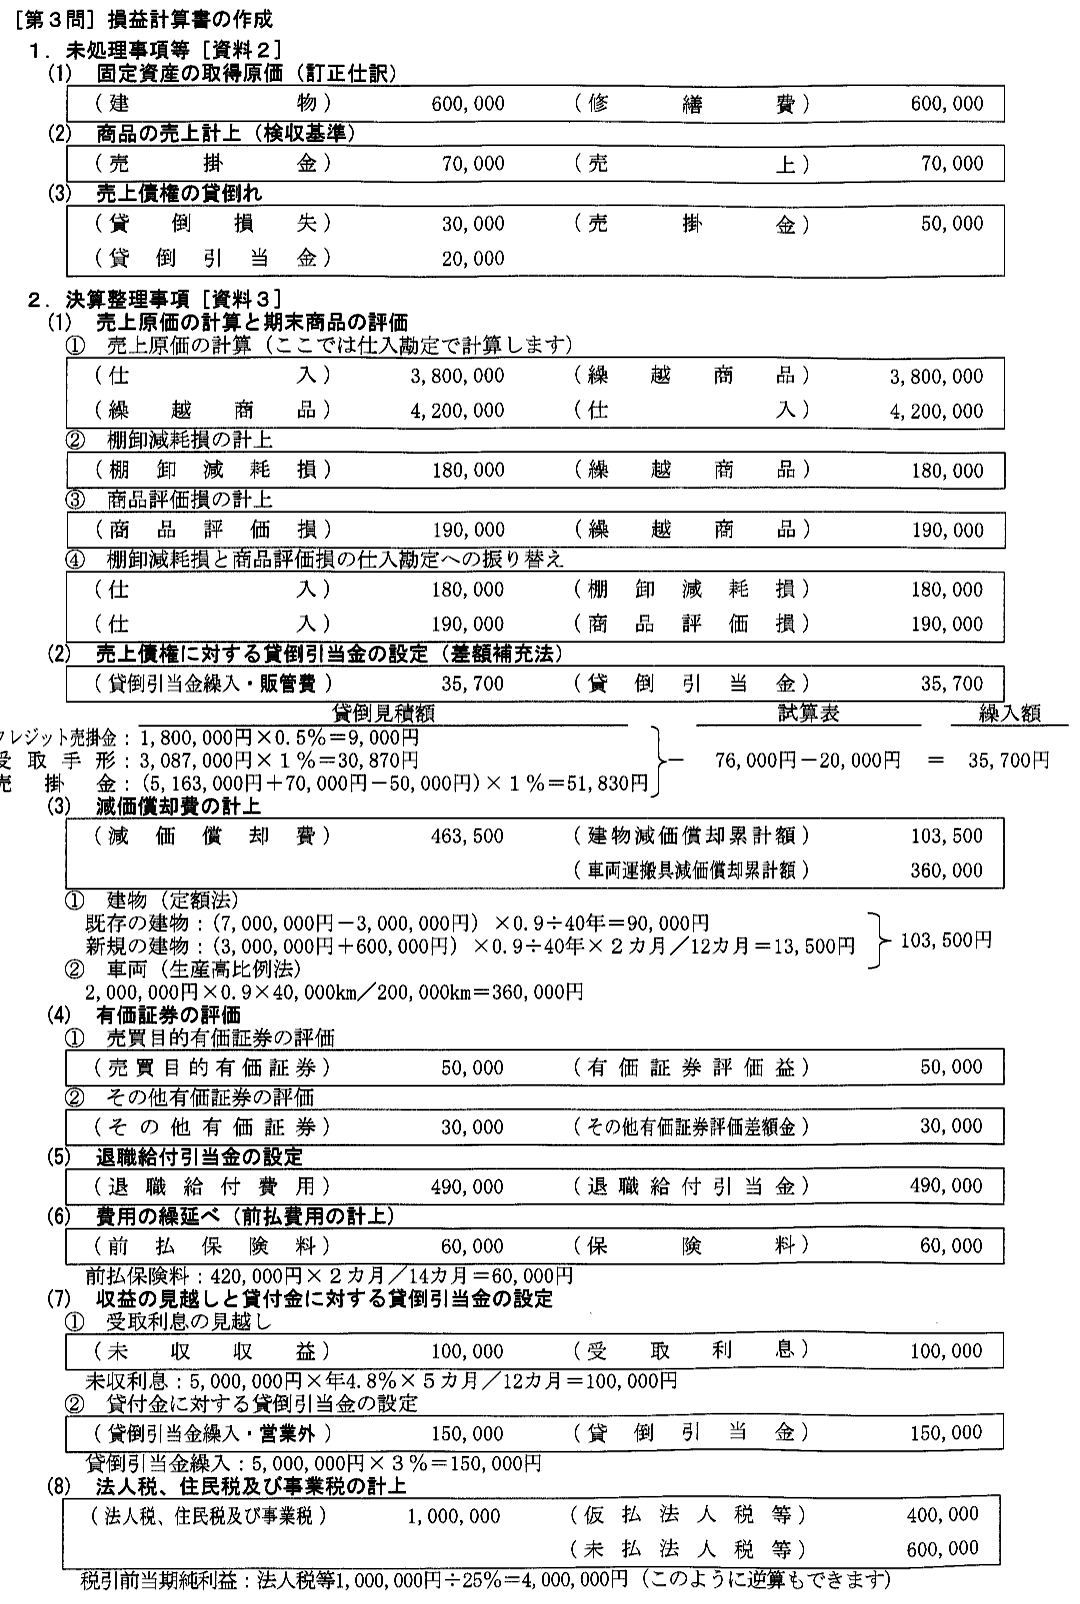 ［第３問］損益計算書の作成
１．未処理事項等［資料２］
(1) 固定資産の取得原価（訂正仕訳）
（建物） 600,000 （修繕費） 600,000
(2) 商品の売上計上（検収基準）
（売掛金） 70,000 （売上） 70,000
(3) 売上債権の貸倒れ
（貸倒損失） 30,000 （売掛金） 50,000
（貸倒引当金） 20,000
２．決算整理事項［資料３］
(1) 売上原価の計算と期末商品の評価
① 売上原価の計算（ここでは仕入勘定で計算します）
（仕入） 3,800,000 （繰越商品） 3,800,000
（繰越商品） 4,200,000 （仕入） 4,200,000
② 棚卸減耗損の計上
（棚卸減耗損） 180,000 （繰越商品） 180,000
③ 商品評価損の計上
（商品評価損） 190,000 （繰越商品） 190,000
④ 棚卸減耗損と商品評価損の仕入勘定への振り替え
（仕入） 180,000 （棚卸減耗損） 180,000
（仕入） 190,000 （商品評価損） 190,000
(2) 売上債権に対する貸倒引当金の設定（差額補充法）
（貸倒引当金繰入・販管費） 35,700 （貸倒引当金） 35,700
貸倒見積額 試算表 繰入額
クレジット売掛金：1,800,000円×0.5％＝9,000円
受取手形：3,087,000円×１％＝30,870円 － 76,000円－20,000円 ＝ 35,700円
売掛金：(5,163,000円＋70,000円－50,000円)×１％＝51,830円
(3) 減価償却費の計上
（減価償却費） 463,500 （建物減価償却累計額） 103,500
（車両運搬具減価償却累計額） 360,000
① 建物（定額法）
既存の建物：(7,000,000円－3,000,000円) ×0.9÷40年＝90,000円
新規の建物：(3,000,000円＋600,000円) ×0.9÷40年×２カ月／12カ月＝13,500円 103,500円
② 車両（生産高比例法）
2,000,000円×0.9×40,000km／200,000km＝360,000円
(4) 有価証券の評価
① 売買目的有価証券の評価
（売買目的有価証券） 50,000 （有価証券評価益） 50,000
② その他有価証券の評価
（その他有価証券） 30,000 （その他有価証券評価差額金） 30,000
(5) 退職給付引当金の設定
（退職給付費用） 490,000 （退職給付引当金） 490,000
(6) 費用の繰延べ（前払費用の計上）
（前払保険料） 60,000 （保険料） 60,000
前払保険料：420,000円×２カ月／14カ月＝60,000円
(7) 収益の見越しと貸付金に対する貸倒引当金の設定
① 受取利息の見越し
（未収収益） 100,000 （受取利息） 100,000
未収利息：5,000,000円×年4.8％×５カ月／12カ月＝100,000円
② 貸付金に対する貸倒引当金の設定
（貸倒引当金繰入・営業外） 150,000 （貸倒引当金） 150,000
貸倒引当金繰入：5,000,000円×３％＝150,000円
(8) 法人税、住民税及び事業税の計上
（法人税、住民税及び事業税） 1,000,000 （仮払法人税等） 400,000
（未払法人税等） 600,000
税引前当期純利益：法人税等1,000,000円÷25％＝4,000,000円（このように逆算もできます）